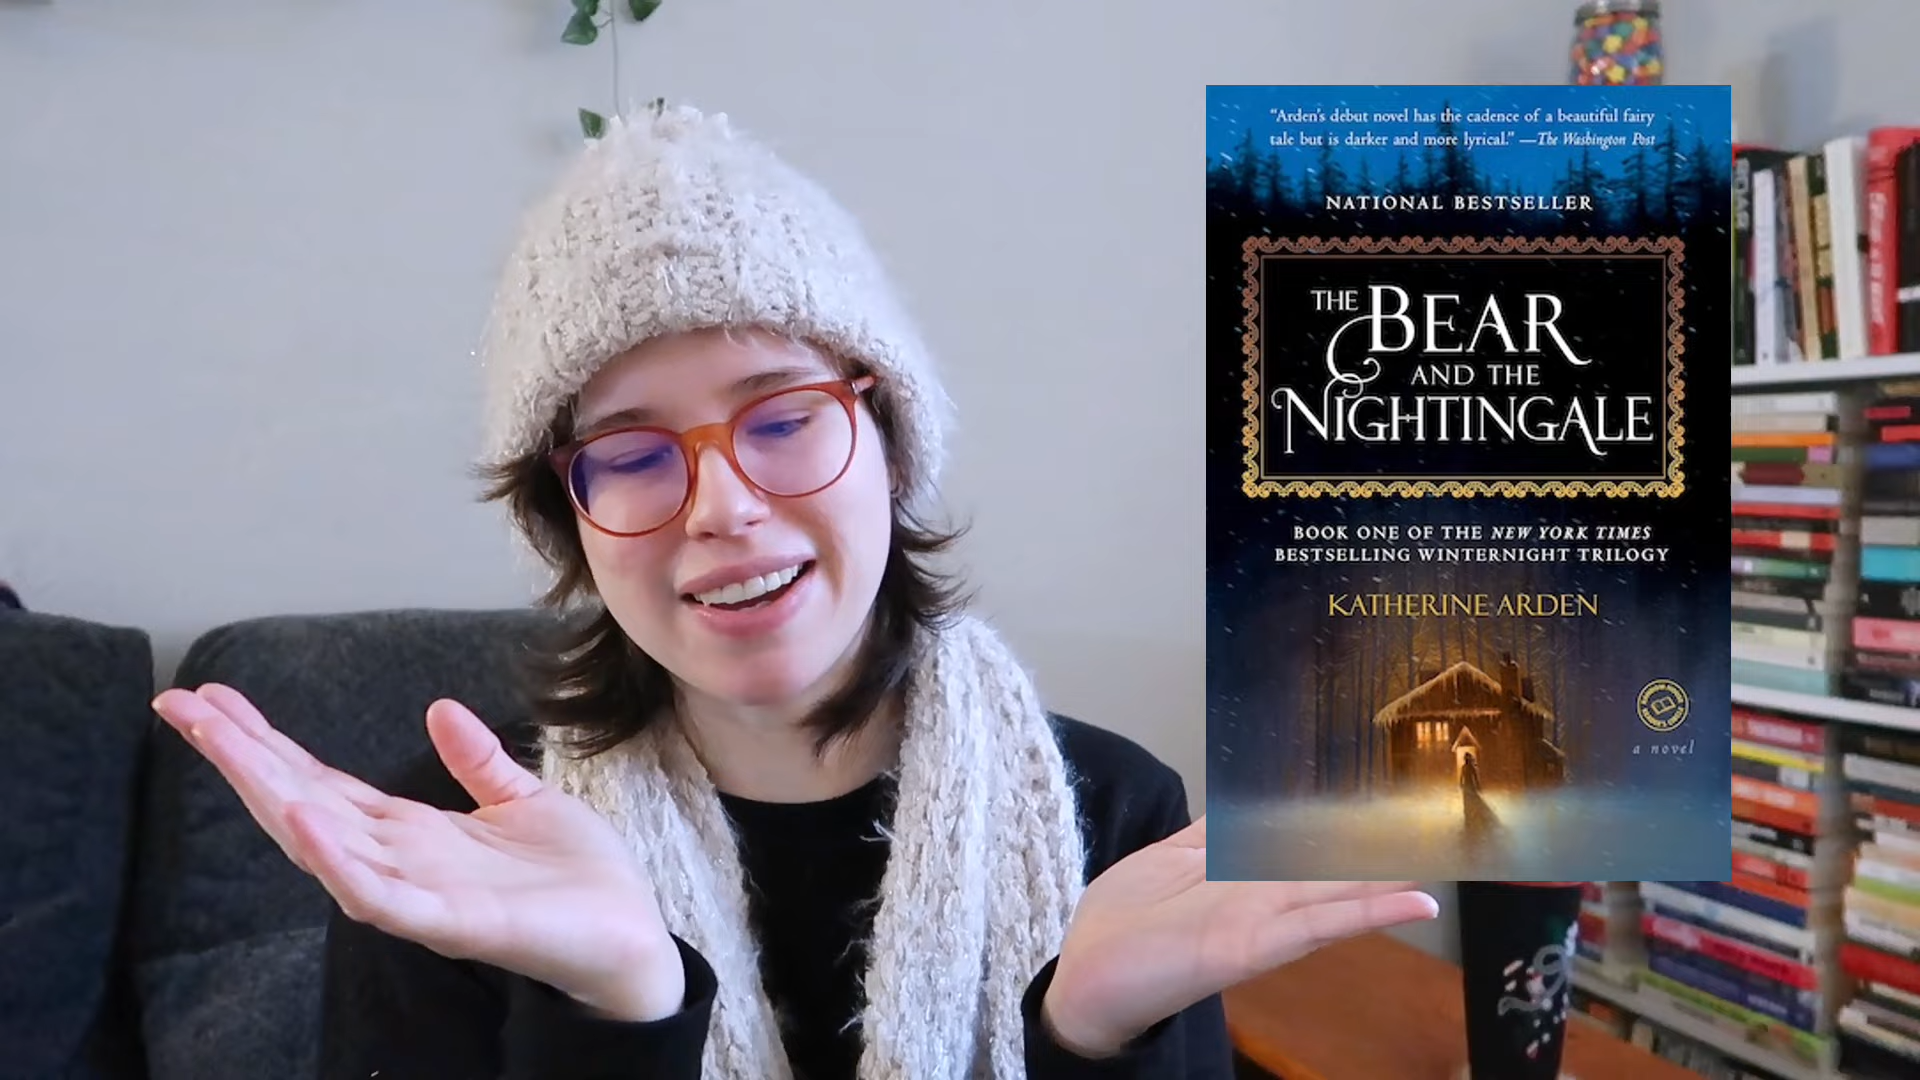 “Arden’s debut novel has the cadence of a beautiful fairy
tale but is darker and more lyrical.” —The Washington Post
NATIONAL BESTSELLER
THE BEAR
AND THE
NIGHTINGALE
BOOK ONE OF THE NEW YORK TIMES
BESTSELLING WINTERNIGHT TRILOGY
KATHERINE ARDEN
a novel